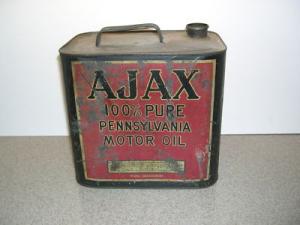 AJAX
100% PURE
PENNSYLVANIA
MOTOR OIL